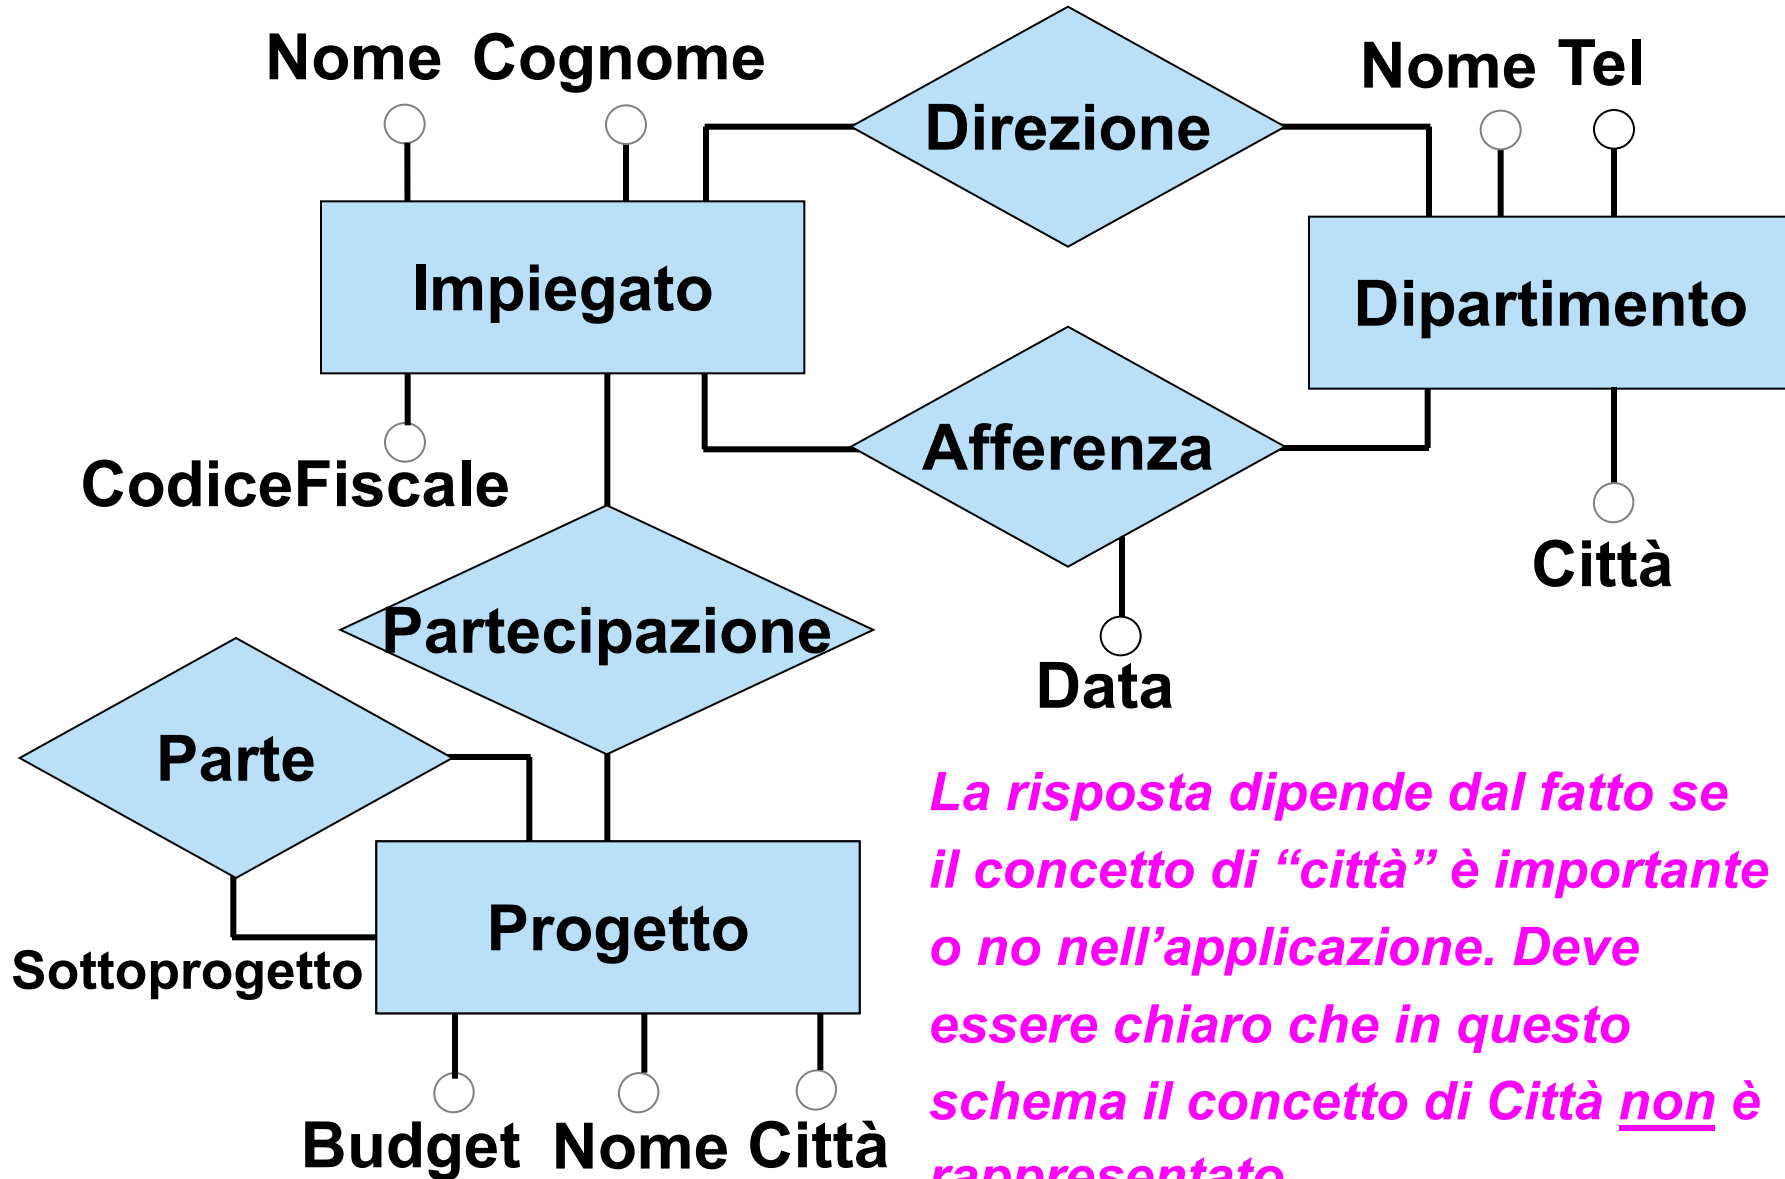 Nome Cognome
Direzione
Nome Tel
Impiegato
Dipartimento
CodiceFiscale
Afferenza
Città
Partecipazione
Data
Parte
Progetto
Sottoprogetto
Budget Nome Città
La risposta dipende dal fatto se
il concetto di “città” è importante
o no nell’applicazione. Deve
essere chiaro che in questo
schema il concetto di Città non è
rappresentato